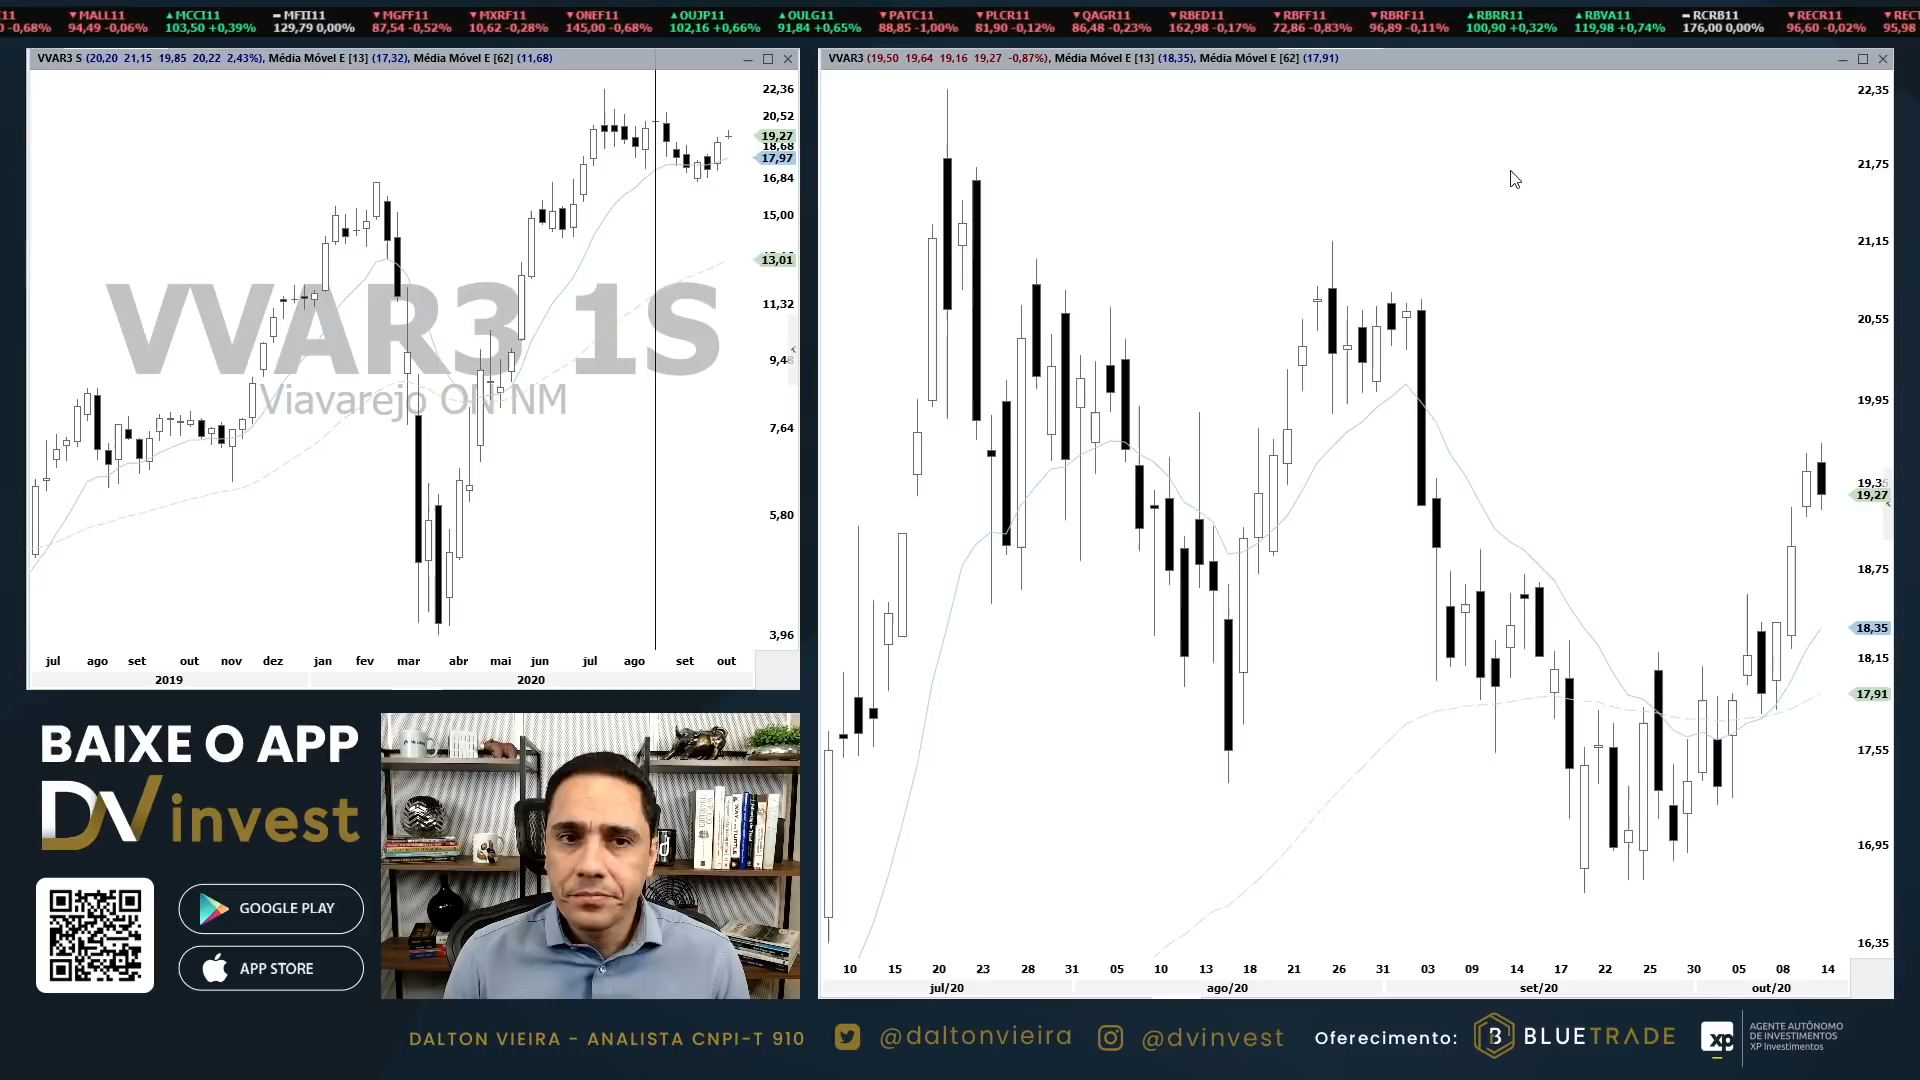 ▼MALL11 ▲MCCI11 ▬MFII11 ▼MGFF11 ▼MXRF11 ▼ONEF11 ▲OUJP11 ▲OULG11 ▼PATC11 ▼PLCR11 ▼QAGR11 ▼RBED11 ▼RBFF11 ▼RBRF11 ▲RBRR11 ▲RBVA11 ▬RCRB11 ▼RECR11
-0,68% 94,49 -0,06% 103,50 +0,39% 129,79 0,00% 87,54 -0,52% 10,62 -0,28% 145,00 -0,68% 102,16 +0,66% 91,84 +0,65% 88,85 -1,00% 81,90 -0,12% 86,48 -0,23% 162,98 -0,17% 72,86 -0,83% 96,89 -0,11% 100,90 +0,32% 119,98 +0,74% 176,00 0,00% 96,60 -0,02% 95,98
VVAR3 S (20,20 21,15 19,85 20,22 2,43%), Média Móvel E [13] (17,32), Média Móvel E [62] (11,68)
22,36
20,52
19,27
18,68
17,97
16,84
15,00
13,01
11,32
9,48
7,64
5,80
3,96
VVAR3 1S
Viavarejo ON NM
jul ago set out nov dez jan fev mar abr mai jun jul ago set out
2019 2020
VVAR3 (19,50 19,64 19,16 19,27 -0,87%), Média Móvel E [13] (18,35), Média Móvel E [62] (17,91)
22,35
21,75
21,15
20,55
19,95
19,35
19,27
18,75
18,35
18,15
17,91
17,55
16,95
16,35
10 15 20 23 28 31 05 10 13 18 21 26 31 03 09 14 17 22 25 30 05 08 14
jul/20 ago/20 set/20 out/20
BAIXE O APP
DV invest
GOOGLE PLAY
APP STORE
DALTON VIEIRA - ANALISTA CNPI-T 910 @daltonvieira @dvinvest Oferecimento: BLUETRADE xp
AGENTE AUTÔNOMO
DE INVESTIMENTOS
XP Investimentos